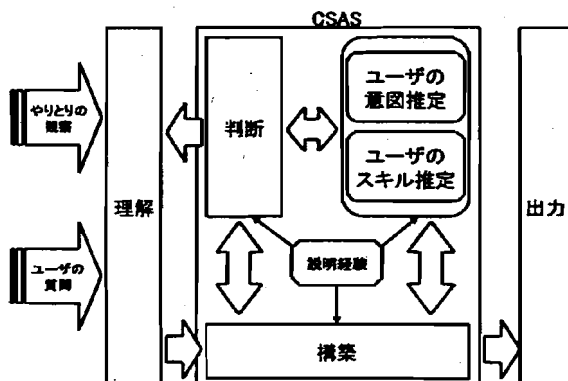 CSAS
やりとりの
観察
ユーザの
質問
理解
判断
ユーザの
意図推定
ユーザの
スキル推定
説明経験
構築
出力